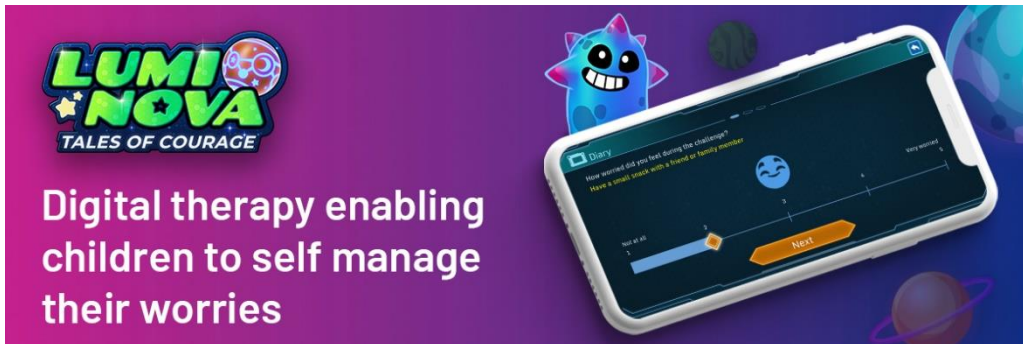 LUMI
NOVA
TALES OF COURAGE
Digital therapy enabling
children to self manage
their worries
Diary
How worried did you feel during the challenge?
Have a small snack with a friend or family member
Not at all
Very worried
1
2
3
4
5
Next